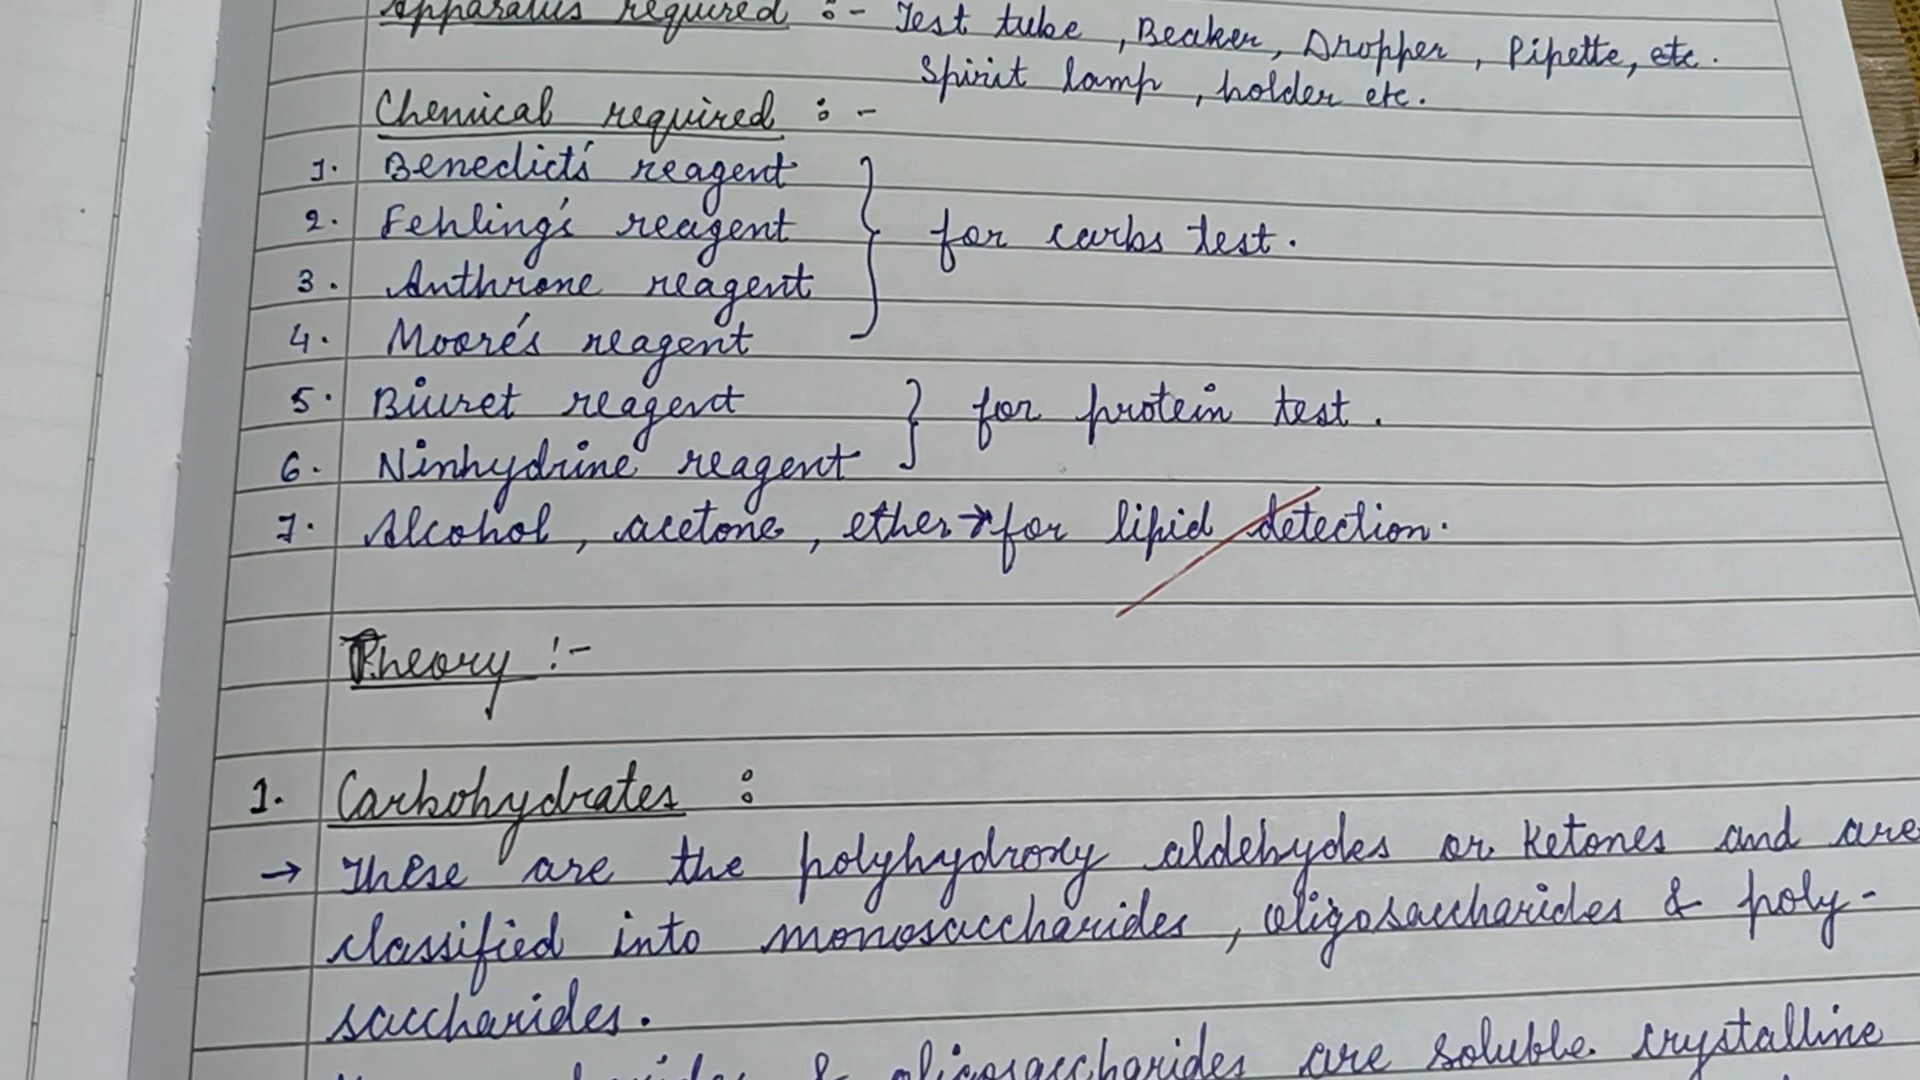 Apparatus required :- Test tube, Beaker, Dropper, Pipette, etc.
Spirit lamp, holder etc.
Chemical required :-
1. Benedict's reagent
2. Fehling's reagent
3. Anthrone reagent
4. Moore's reagent
} for carbs test.
5. Biuret reagent
6. Ninhydrine reagent
} for protein test.
7. Alcohol, acetone, ether → for lipid detection.
Theory :-
1. Carbohydrates :
→ These are the polyhydroxy aldehydes or ketones and are
classified into monosaccharides, oligosaccharides & poly-
saccharides.
& oligosaccharides are soluble crystalline